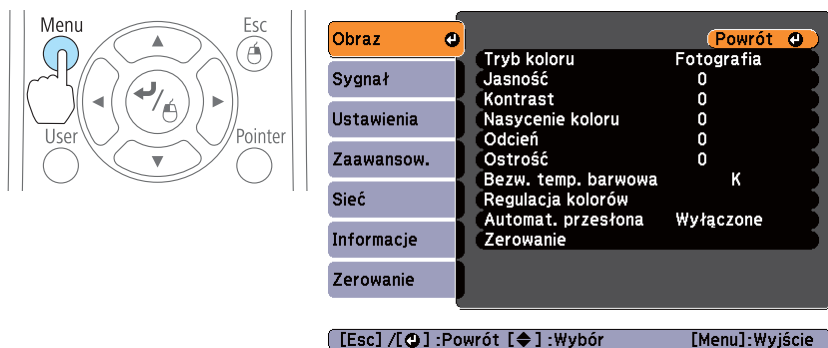 Menu
Esc
User
Pointer
Obraz
Sygnał
Ustawienia
Zaawansow.
Sieć
Informacje
Zerowanie
Powrót
Tryb koloru Fotografia
Jasność 0
Kontrast 0
Nasycenie koloru 0
Odcień 0
Ostrość 0
Bezw. temp. barwowa K
Regulacja kolorów
Automat. przesłona Wyłączone
Zerowanie
[Esc] /[⏎] :Powrót [◆] :Wybór [Menu]:Wyjście